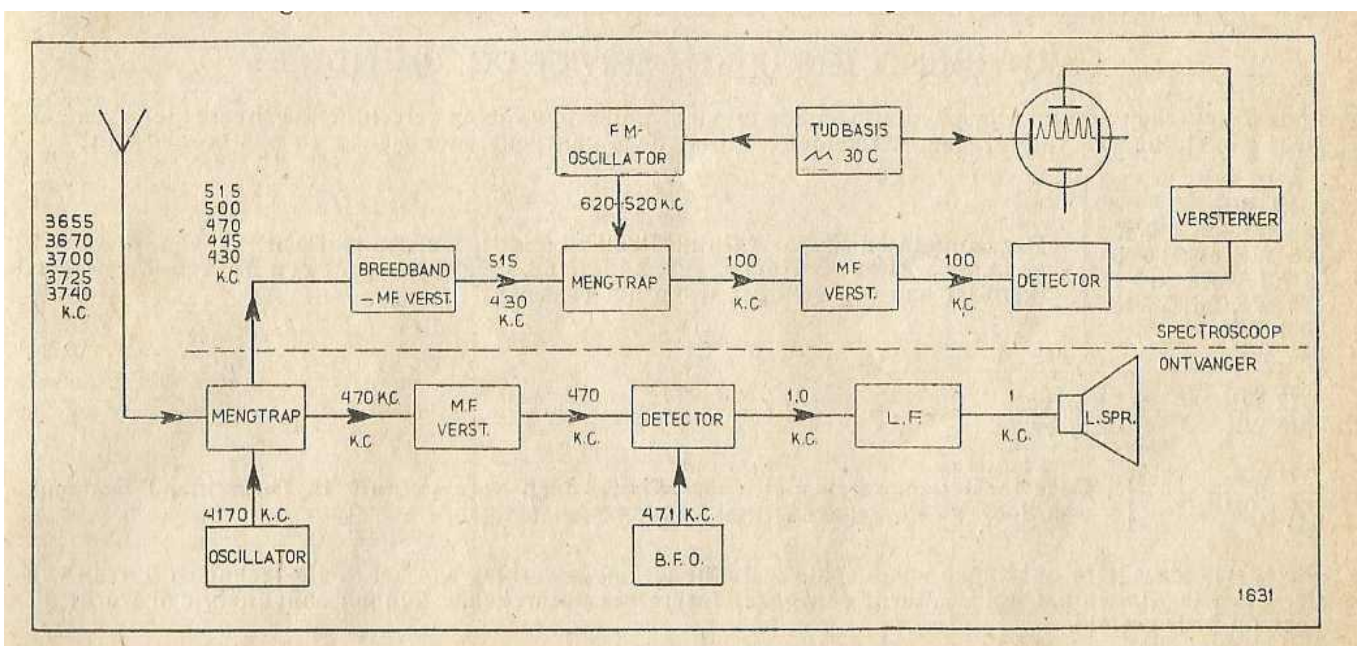 F M-
OSCILLATOR
TIJDBASIS
30 C
620-520 K.C
VERSTERKER
515
500
470
445
430
K.C
3655
3670
3700
3725
3740
K.C
BREEDBAND
— M.F. VERST.
515
430
K.C
MENGTRAP
100
K.C
M.F.
VERST.
100
K.C
DETECTOR
SPECTROSCOOP
ONTVANGER
MENGTRAP
470 K.C
K.C.
M.F.
VERST.
470
K.C.
DETECTOR
1.0
K.C.
L.F.
1
K.C.
L.SPR.
4170 K.C.
OSCILLATOR
471 K.C.
B.F.O.
1631